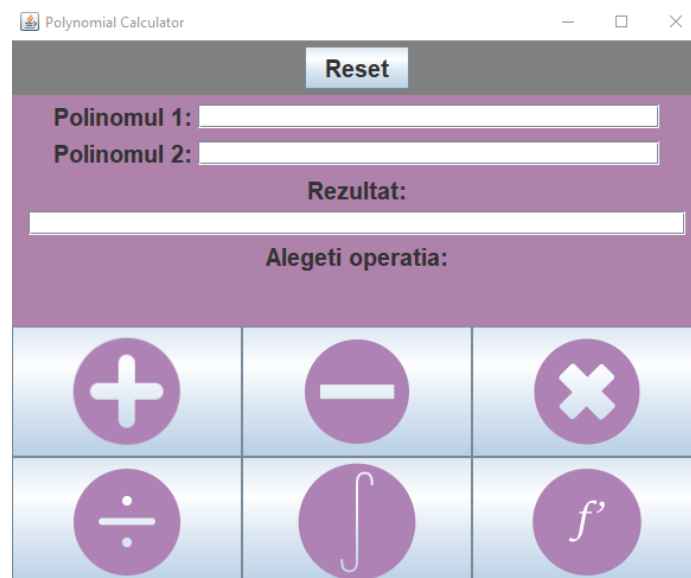 Polynomial Calculator
Reset
Polinomul 1:
Polinomul 2:
Rezultat:
Alegeti operatia:
+ − ×
÷ ∫ f’